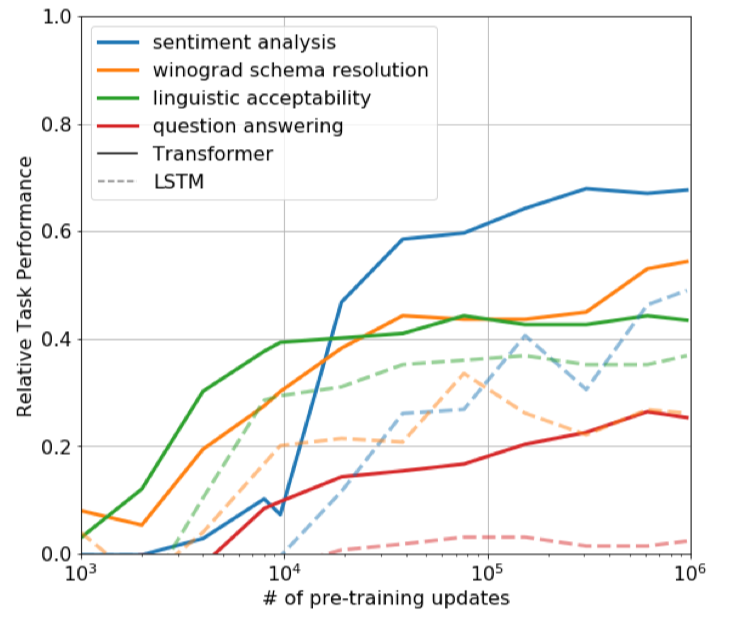 1.0
0.8
0.6
0.4
0.2
0.0
Relative Task Performance
sentiment analysis
winograd schema resolution
linguistic acceptability
question answering
Transformer
LSTM
10³ 10⁴ 10⁵ 10⁶
# of pre-training updates